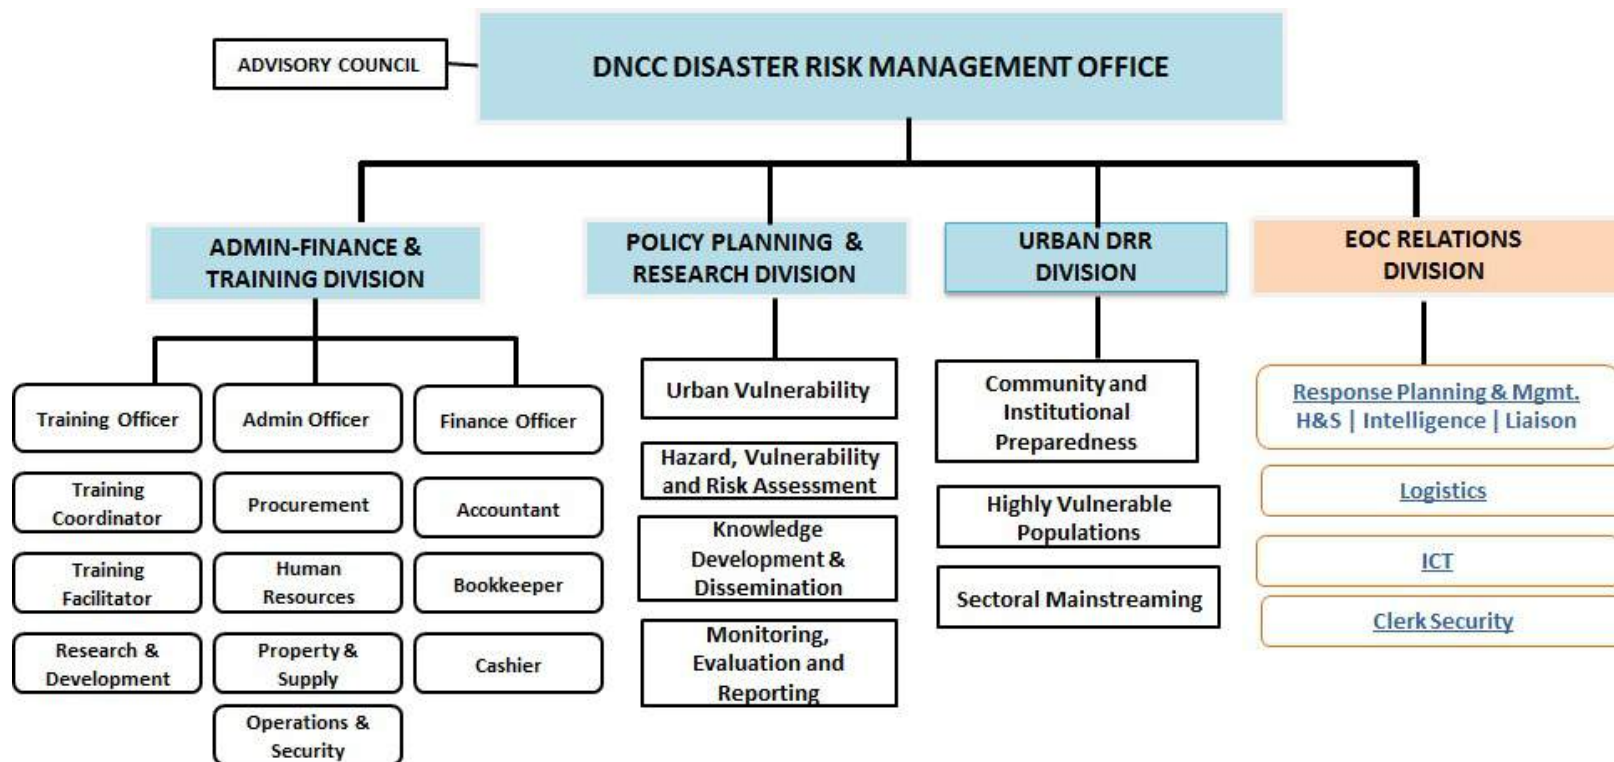 ADVISORY COUNCIL
DNCC DISASTER RISK MANAGEMENT OFFICE
ADMIN-FINANCE &
TRAINING DIVISION
POLICY PLANNING &
RESEARCH DIVISION
URBAN DRR
DIVISION
EOC RELATIONS
DIVISION
Training Officer
Training
Coordinator
Training
Facilitator
Research &
Development
Admin Officer
Procurement
Human
Resources
Property &
Supply
Operations &
Security
Finance Officer
Accountant
Bookkeeper
Cashier
Urban Vulnerability
Hazard, Vulnerability
and Risk Assessment
Knowledge
Development &
Dissemination
Monitoring,
Evaluation and
Reporting
Community and
Institutional
Preparedness
Highly Vulnerable
Populations
Sectoral Mainstreaming
Response Planning & Mgmt.
H&S | Intelligence | Liaison
Logistics
ICT
Clerk Security